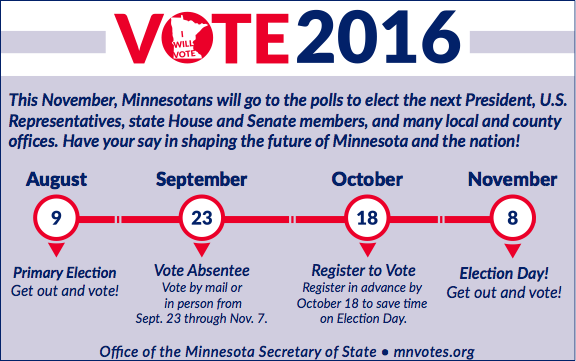 VOTE 2016
I
WILL
VOTE
This November, Minnesotans will go to the polls to elect the next President, U.S.
Representatives, state House and Senate members, and many local and county
offices. Have your say in shaping the future of Minnesota and the nation!
August
9
Primary Election
Get out and vote!
September
23
Vote Absentee
Vote by mail or
in person from
Sept. 23 through Nov. 7.
October
18
Register to Vote
Register in advance by
October 18 to save time
on Election Day.
November
8
Election Day!
Get out and vote!
Office of the Minnesota Secretary of State • mnvotes.org